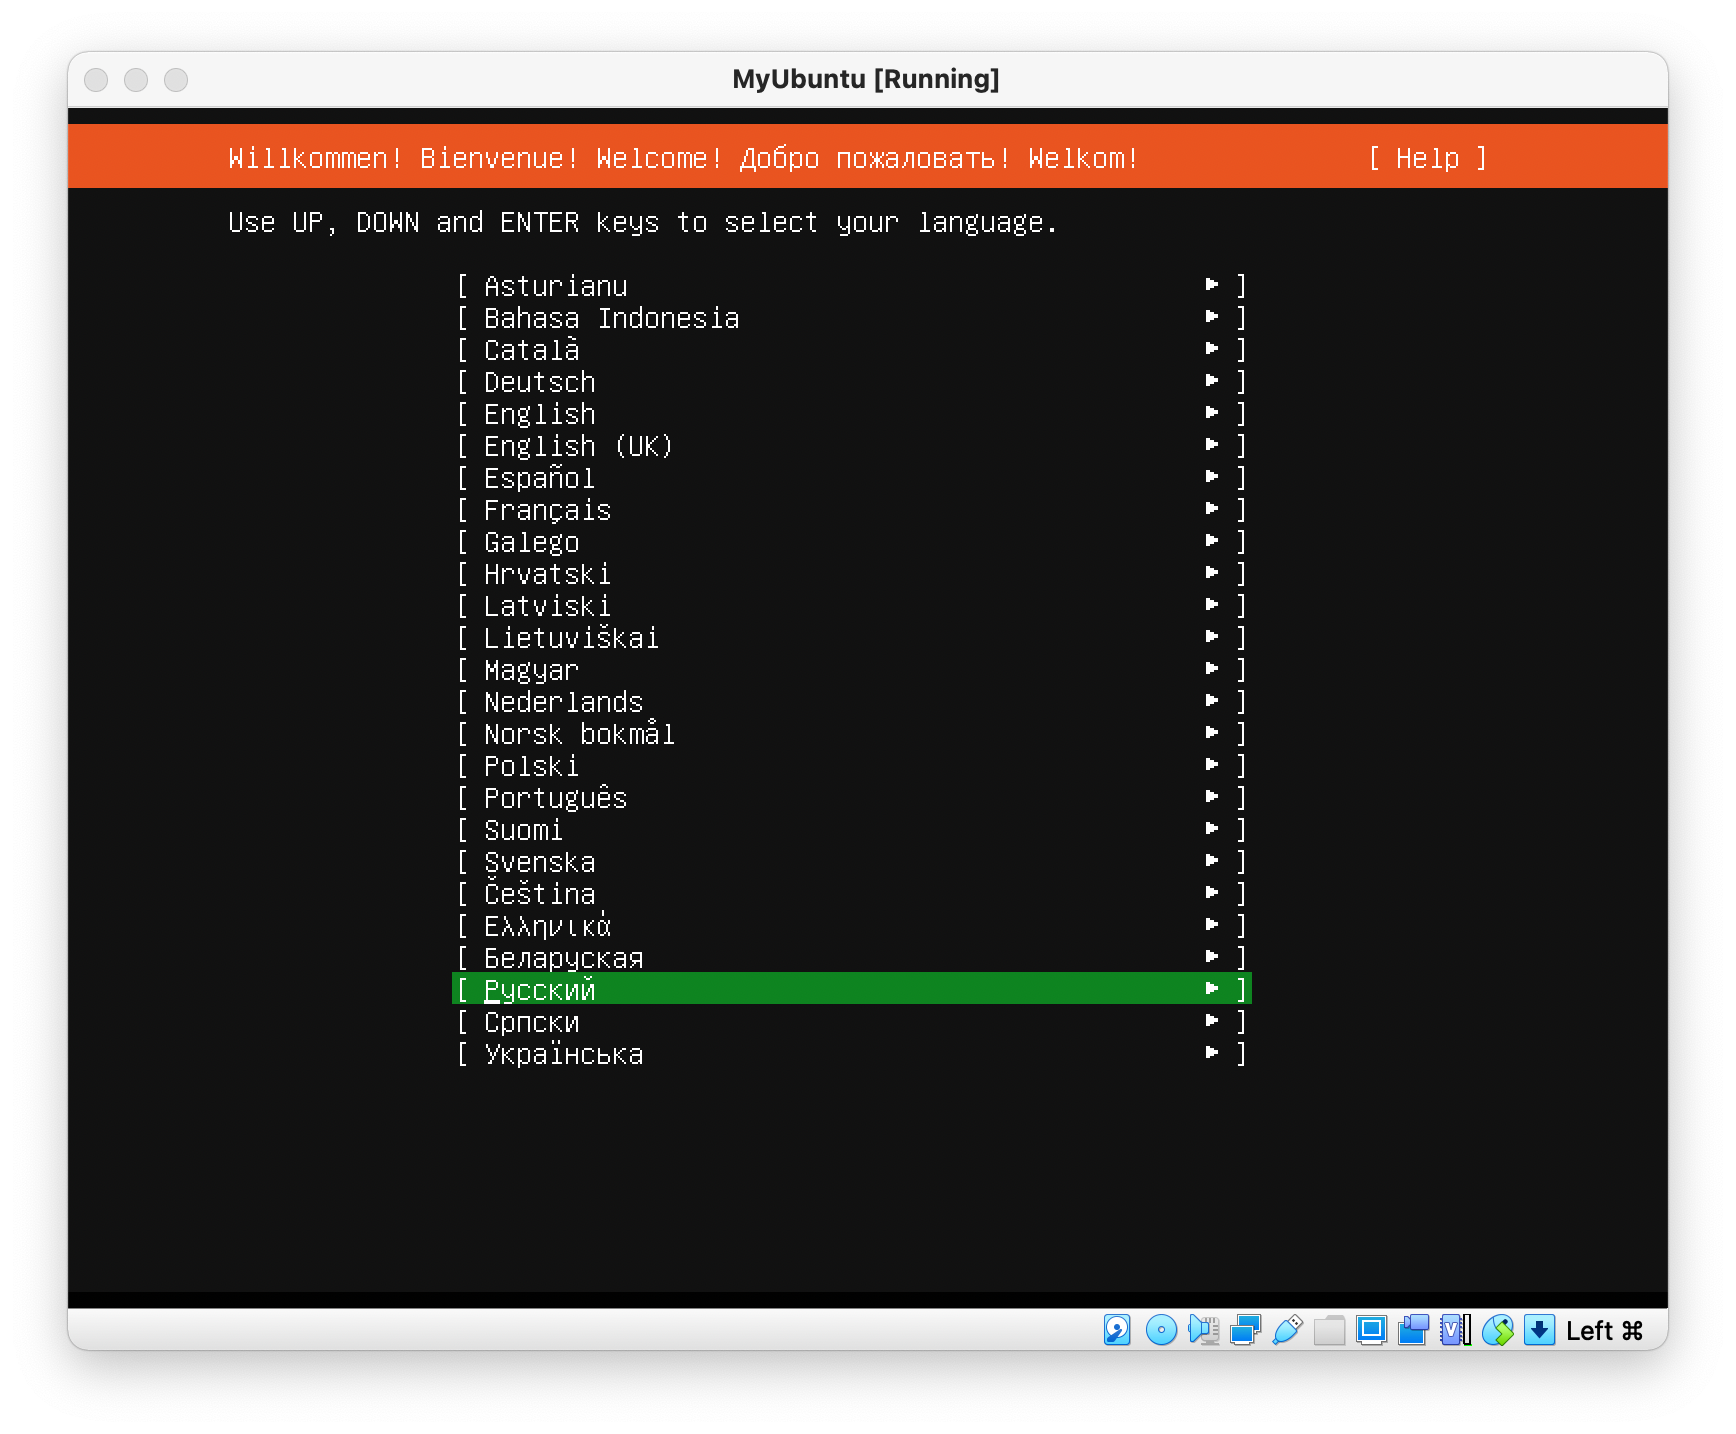 MyUbuntu [Running]
Willkommen! Bienvenue! Welcome! Добро пожаловать! Welkom! [ Help ]
Use UP, DOWN and ENTER keys to select your language.
[ Asturianu ► ]
[ Bahasa Indonesia ► ]
[ Català ► ]
[ Deutsch ► ]
[ English ► ]
[ English (UK) ► ]
[ Español ► ]
[ Français ► ]
[ Galego ► ]
[ Hrvatski ► ]
[ Latviski ► ]
[ Lietuviškai ► ]
[ Magyar ► ]
[ Nederlands ► ]
[ Norsk bokmål ► ]
[ Polski ► ]
[ Português ► ]
[ Suomi ► ]
[ Svenska ► ]
[ Čeština ► ]
[ Ελληνικά ► ]
[ Беларуская ► ]
[ Русский ► ]
[ Српски ► ]
[ Українська ► ]
Left ⌘